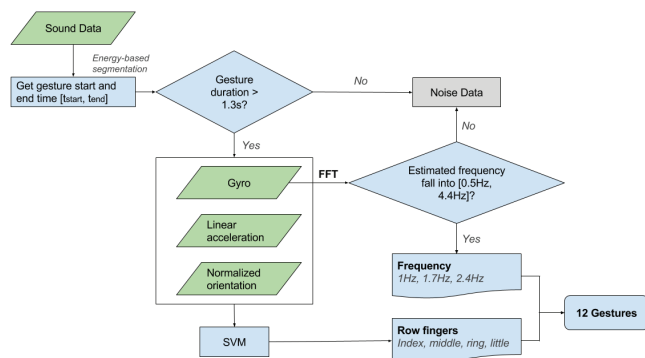 Sound Data
Energy-based
segmentation
Get gesture start and
end time [tstart, tend]
Gesture
duration >
1.3s?
No
Noise Data
Yes
No
Gyro
FFT
Estimated frequency
fall into [0.5Hz,
4.4Hz]?
Linear
acceleration
Yes
Normalized
orientation
Frequency
1Hz, 1.7Hz, 2.4Hz
12 Gestures
SVM
Row fingers
Index, middle, ring, little